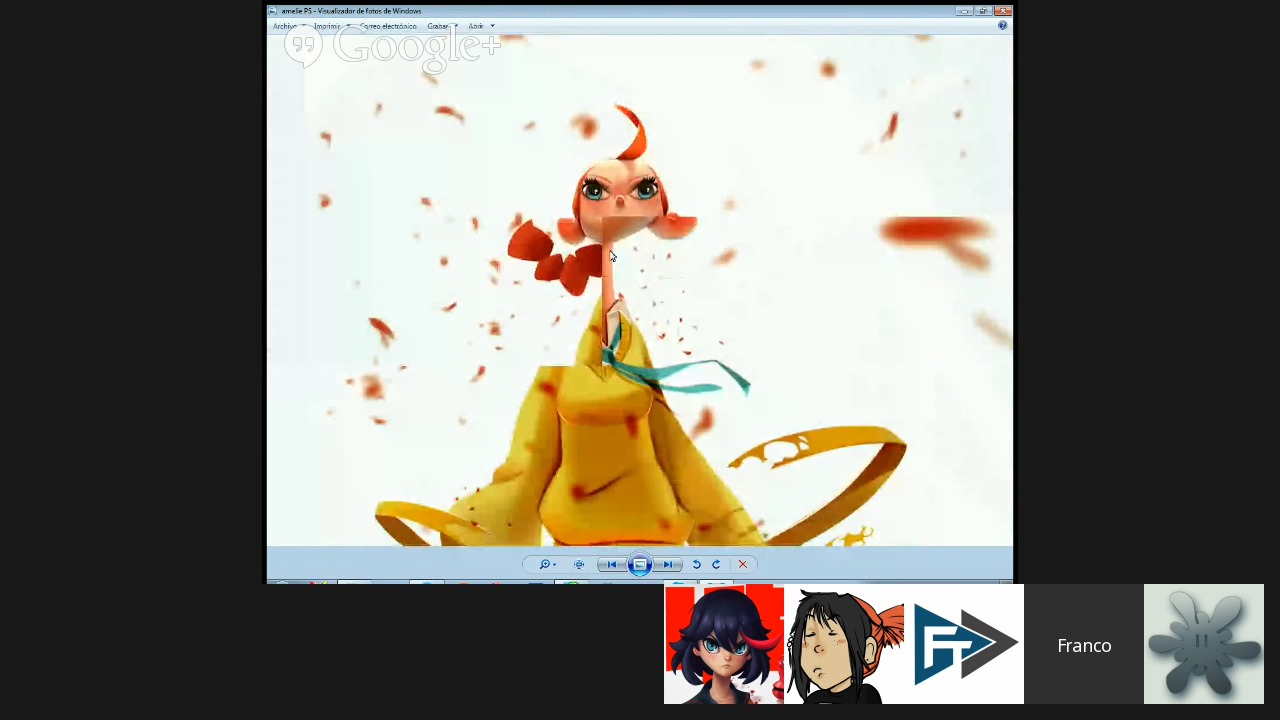 amelie PS - Visualizador de fotos de Windows
Archivo Imprimir Correo electrónico Grabar Abrir
Google+
Franco